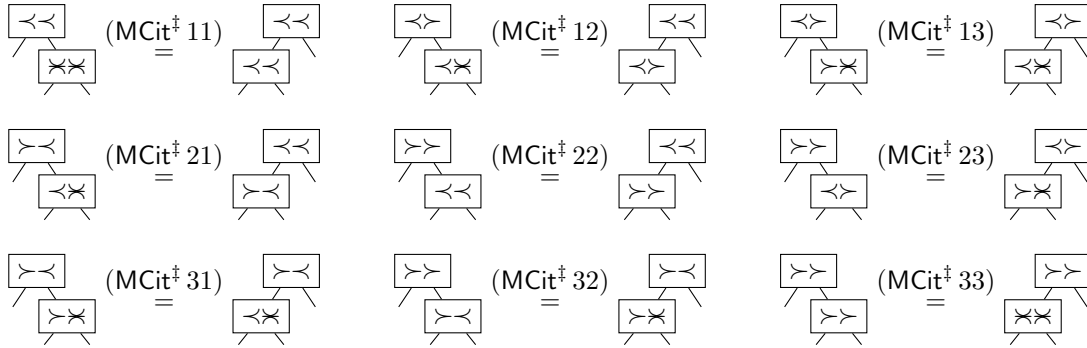 (MCit‡ 11) = (MCit‡ 12) = (MCit‡ 13) =
(MCit‡ 21) = (MCit‡ 22) = (MCit‡ 23) =
(MCit‡ 31) = (MCit‡ 32) = (MCit‡ 33) =